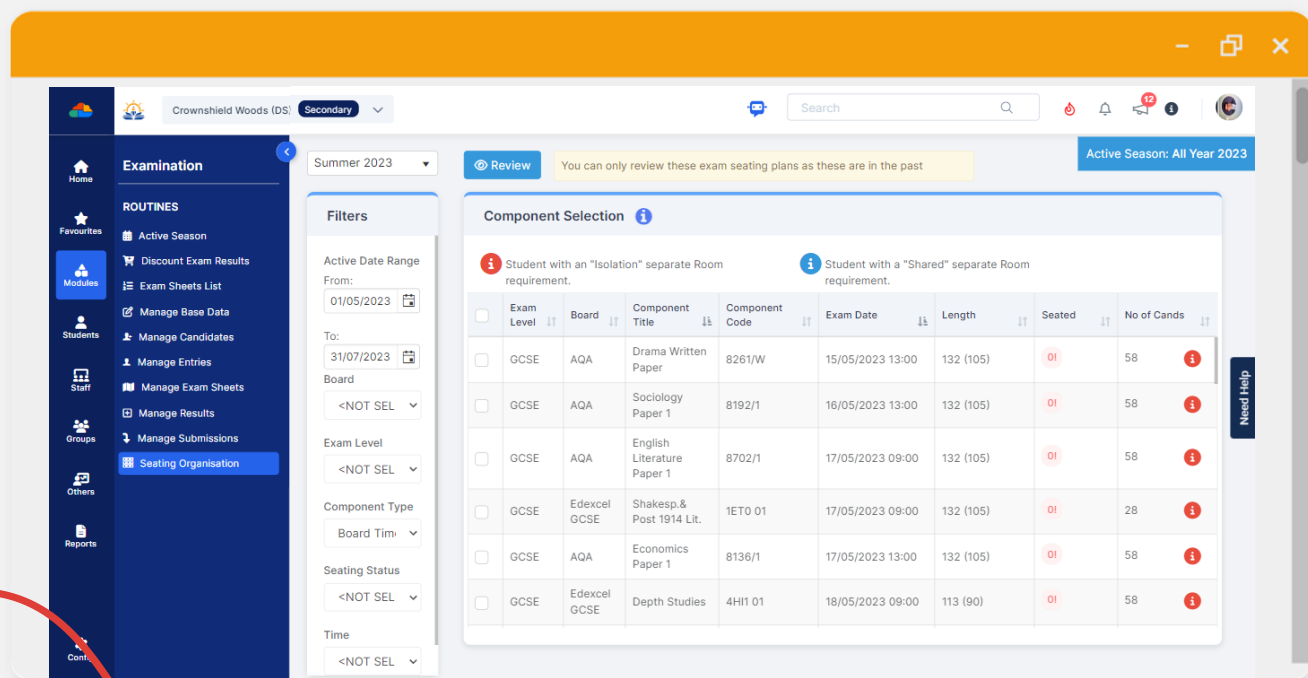 Crownshield Woods (DS) Secondary
Search
12
Home
Favourites
Modules
Students
Staff
Groups
Others
Reports
Examination
ROUTINES
Active Season
Discount Exam Results
Exam Sheets List
Manage Base Data
Manage Candidates
Manage Entries
Manage Exam Sheets
Manage Results
Manage Submissions
Seating Organisation
Summer 2023
Review
You can only review these exam seating plans as these are in the past
Active Season: All Year 2023
Filters
Active Date Range
From:
01/05/2023
To:
31/07/2023
Board
<NOT SEL
Exam Level
<NOT SEL
Component Type
Board Tim
Seating Status
<NOT SEL
Time
<NOT SEL
Component Selection
Student with an "Isolation" separate Room
requirement.
Student with a "Shared" separate Room
requirement.
Exam Level Board Component Title Component Code Exam Date Length Seated No of Cands
GCSE AQA Drama Written Paper 8261/W 15/05/2023 13:00 132 (105) 0! 58
GCSE AQA Sociology Paper 1 8192/1 16/05/2023 13:00 132 (105) 0! 58
GCSE AQA English Literature Paper 1 8702/1 17/05/2023 09:00 132 (105) 0! 58
GCSE Edexcel GCSE Shakesp.& Post 1914 Lit. 1ET0 01 17/05/2023 09:00 132 (105) 0! 28
GCSE AQA Economics Paper 1 8136/1 17/05/2023 13:00 132 (105) 0! 58
GCSE Edexcel GCSE Depth Studies 4HI1 01 18/05/2023 09:00 113 (90) 0! 58
Need Help